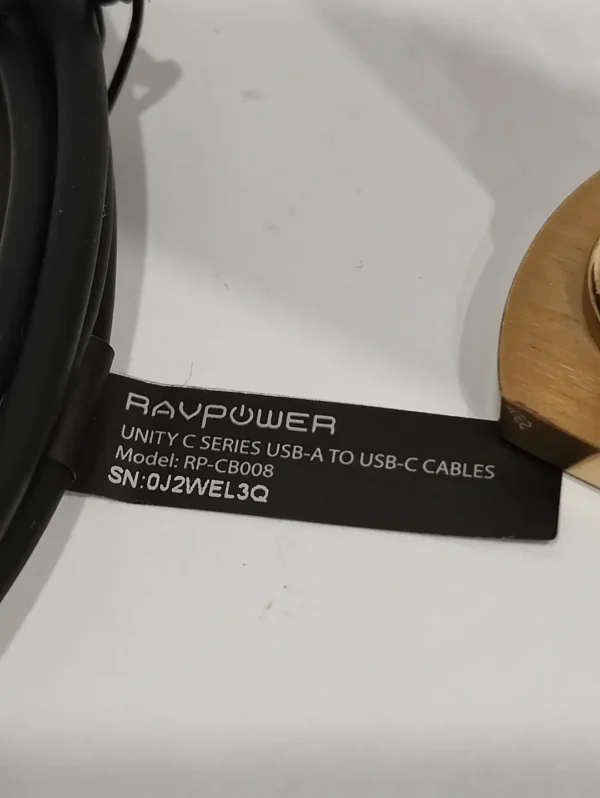 RAVPOWER
UNITY C SERIES USB-A TO USB-C CABLES
Model: RP-CB008
SN:0J2WEL3Q